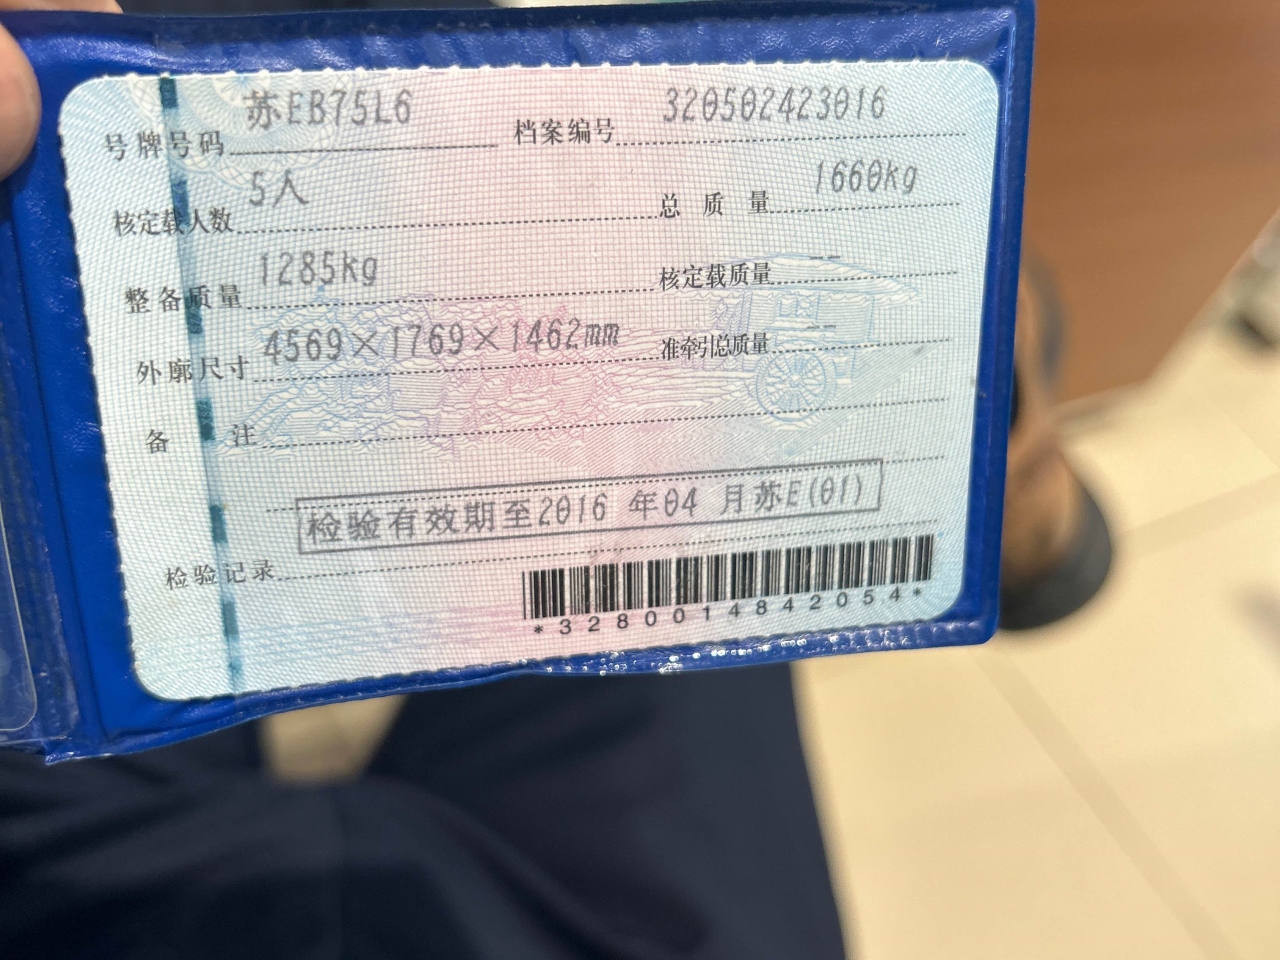 号牌号码 苏EB75L6 档案编号 320502423016
核定载人数 5人 总质量 1660kg
整备质量 1285kg 核定载质量 --
外廓尺寸 4569×1769×1462mm 准牵引总质量 --
备注
检验有效期至2016 年04 月苏E(01)
检验记录
*3280014842054*